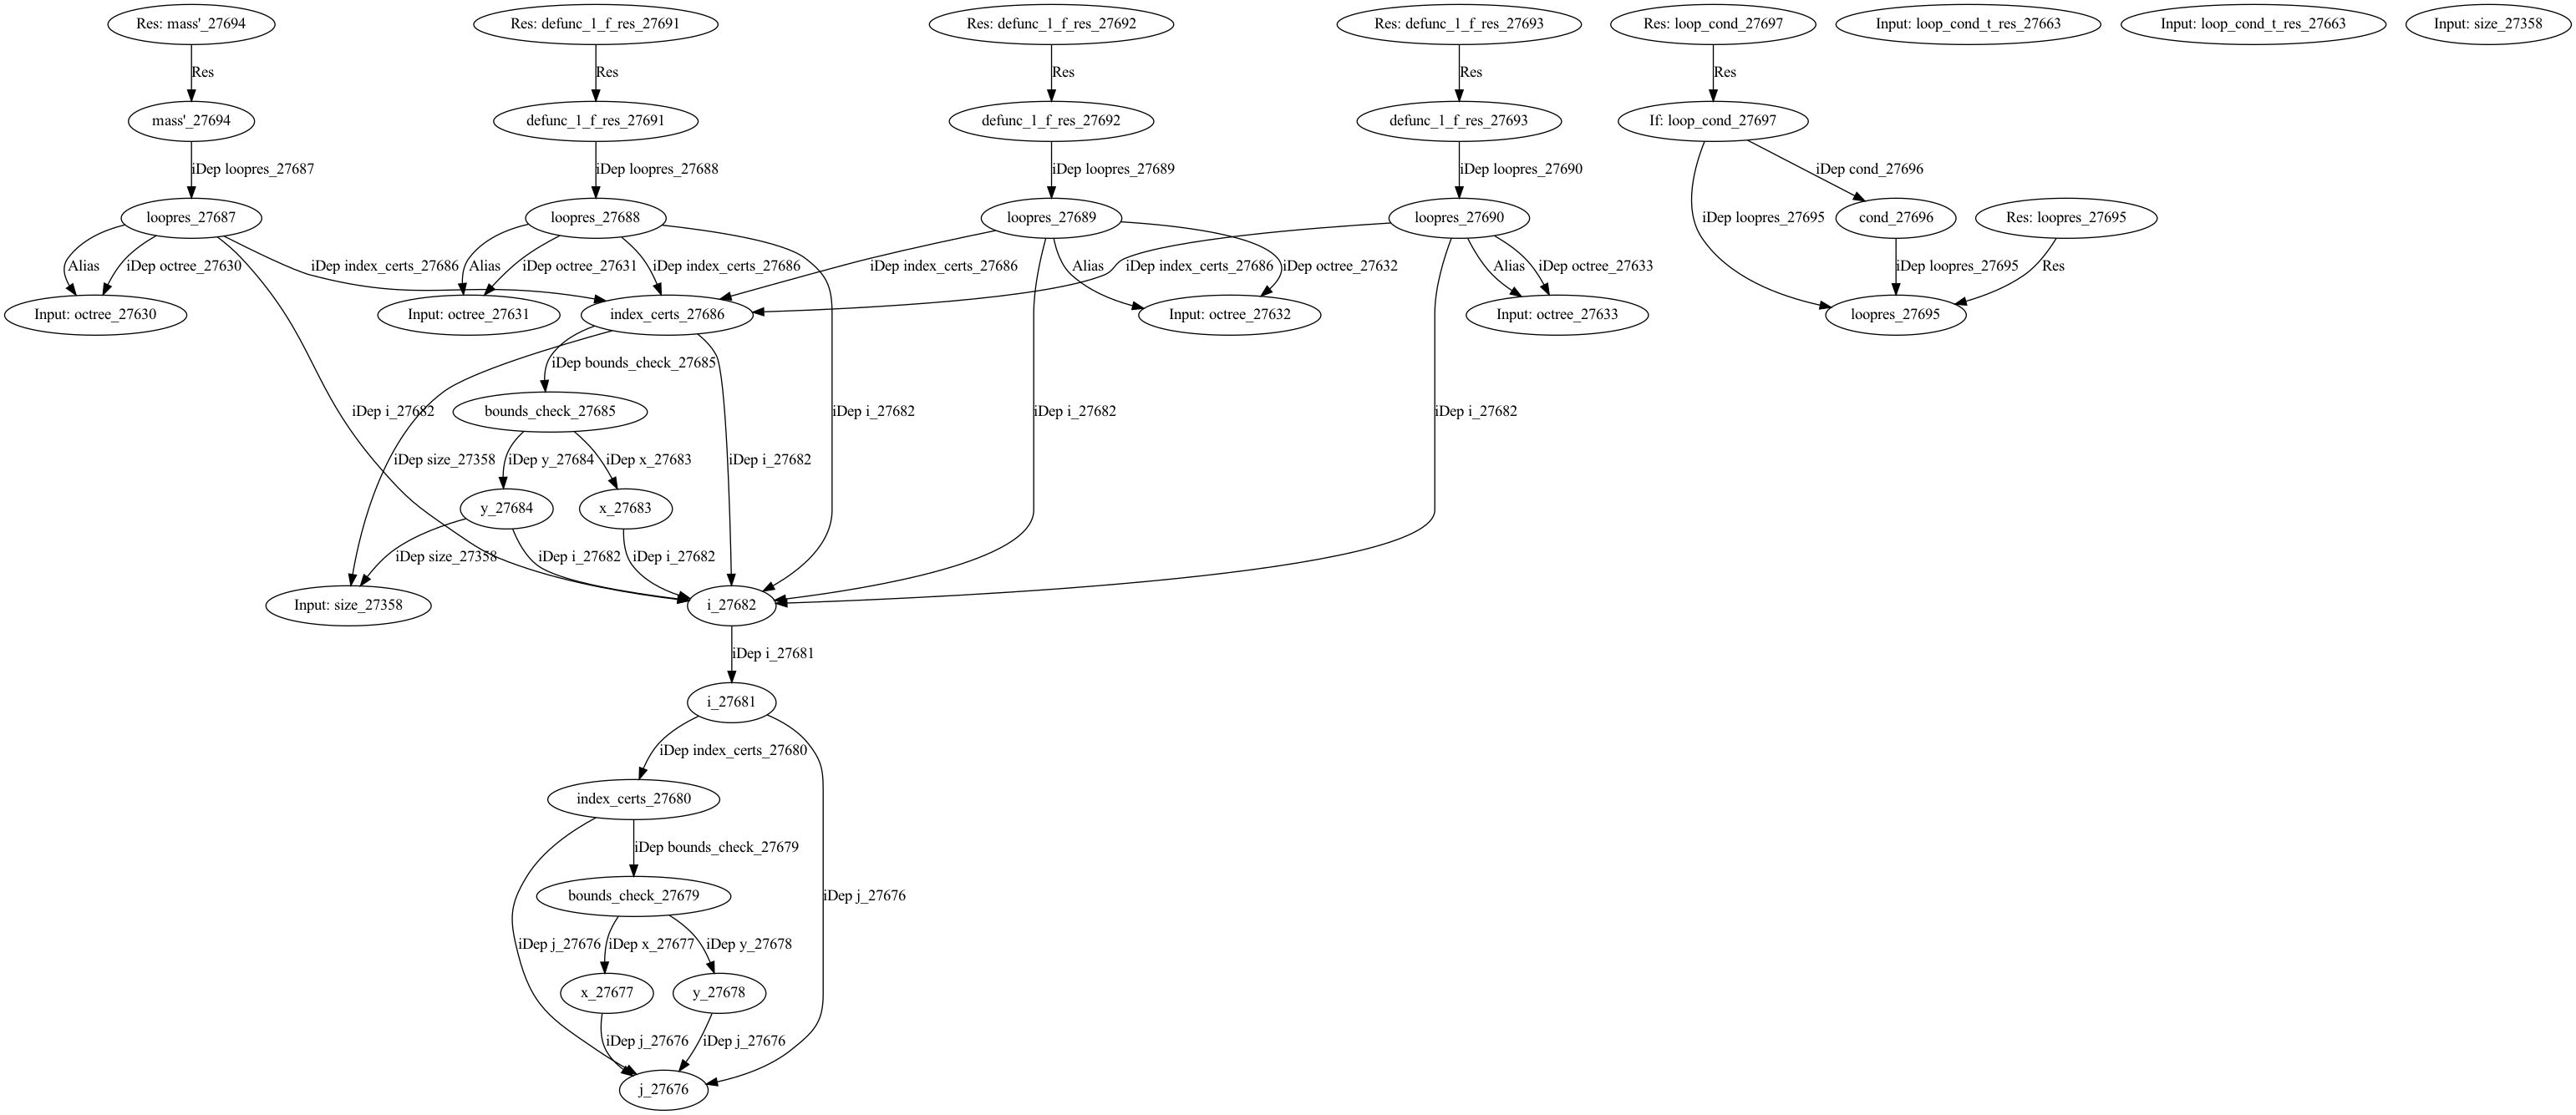 Res: mass'_27694
Res: defunc_1_f_res_27691
Res: defunc_1_f_res_27692
Res: defunc_1_f_res_27693
Res: loop_cond_27697
Input: loop_cond_t_res_27663
Input: loop_cond_t_res_27663
Input: size_27358
Res
Res
Res
Res
Res
mass'_27694
defunc_1_f_res_27691
defunc_1_f_res_27692
defunc_1_f_res_27693
If: loop_cond_27697
iDep loopres_27687
iDep loopres_27688
iDep loopres_27689
iDep loopres_27690
iDep cond_27696
loopres_27687
loopres_27688
loopres_27689
loopres_27690
iDep loopres_27695
cond_27696
Res: loopres_27695
Alias
iDep octree_27630
iDep index_certs_27686
Alias
iDep octree_27631
iDep index_certs_27686
iDep index_certs_27686
Alias
iDep index_certs_27686
iDep octree_27632
Alias
iDep octree_27633
iDep loopres_27695
Res
Input: octree_27630
Input: octree_27631
index_certs_27686
Input: octree_27632
Input: octree_27633
loopres_27695
iDep bounds_check_27685
iDep i_27682
bounds_check_27685
iDep i_27682
iDep i_27682
iDep i_27682
iDep size_27358
iDep y_27684
iDep x_27683
iDep i_27682
y_27684
x_27683
iDep size_27358
iDep i_27682
iDep i_27682
Input: size_27358
i_27682
iDep i_27681
i_27681
iDep index_certs_27680
index_certs_27680
iDep bounds_check_27679
bounds_check_27679
iDep j_27676
iDep j_27676
iDep x_27677
iDep y_27678
x_27677
y_27678
iDep j_27676
iDep j_27676
j_27676